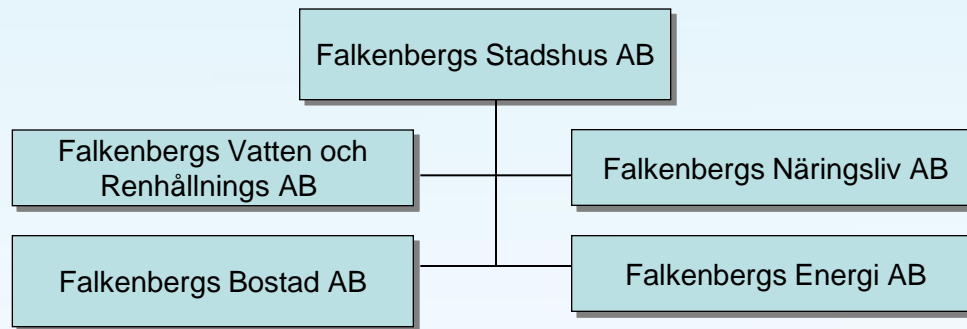 Falkenbergs Stadshus AB
Falkenbergs Vatten och
Renhållnings AB
Falkenbergs Näringsliv AB
Falkenbergs Bostad AB
Falkenbergs Energi AB